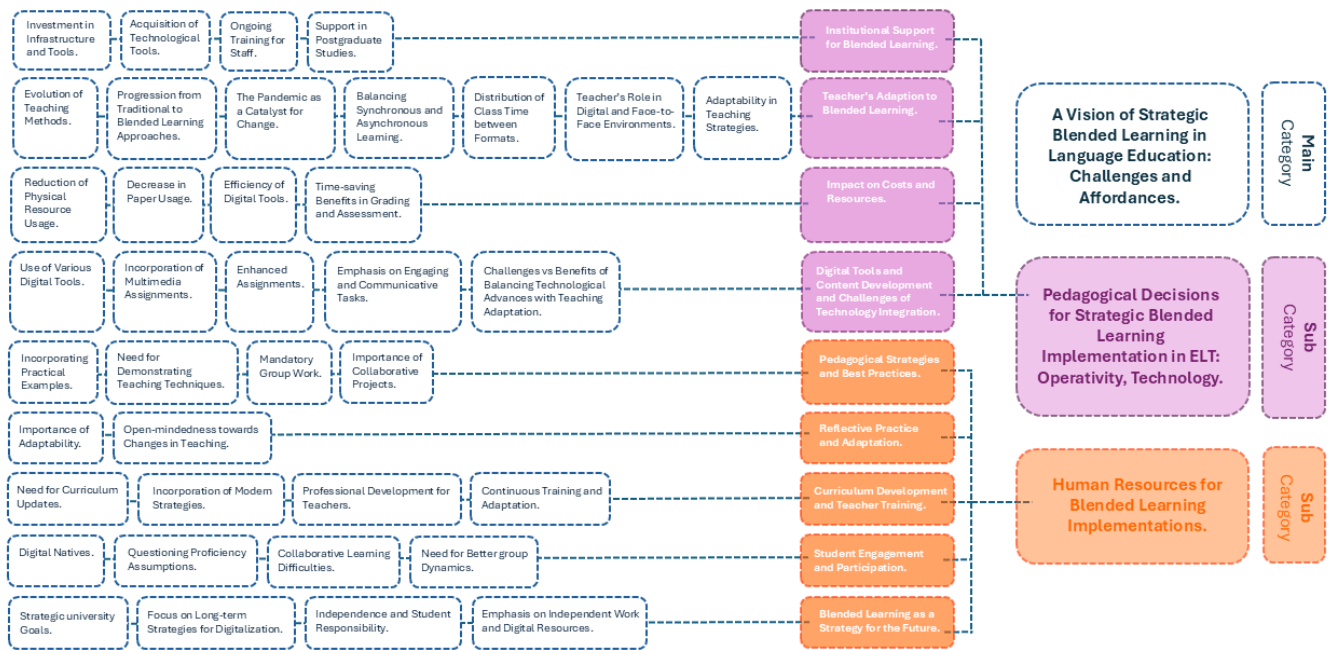 Investment in
Infrastructure
and Tools.
Acquisition of
Technological
Tools.
Ongoing
Training for
Staff.
Support in
Postgraduate
Studies.
Institutional Support
for Blended Learning.
Evolution of
Teaching
Methods.
Progression from
Traditional to
Blended Learning
Approaches.
The Pandemic as
a Catalyst for
Change.
Balancing
Synchronous and
Asynchronous
Learning.
Distribution of
Class Time
between
Formats.
Teacher's Role in
Digital and Face-to-
Face Environments.
Adaptability in
Teaching
Strategies.
Teacher's Adaption to
Blended Learning.
Reduction of
Physical
Resource
Usage.
Decrease in
Paper Usage.
Efficiency of
Digital Tools.
Time-saving
Benefits in Grading
and Assessment.
Impact on Costs and
Resources.
Use of Various
Digital Tools.
Incorporation of
Multimedia
Assignments.
Enhanced
Assignments.
Emphasis on Engaging
and Communicative
Tasks.
Challenges vs Benefits of
Balancing Technological
Advances with Teaching
Adaptation.
Digital Tools and
Content Development
and Challenges of
Technology Integration.
Incorporating
Practical
Examples.
Need for
Demonstrating
Teaching Techniques.
Mandatory
Group Work.
Importance of
Collaborative
Projects.
Pedagogical Strategies
and Best Practices.
Importance of
Adaptability.
Open-mindedness towards
Changes in Teaching.
Reflective Practice
and Adaptation.
Need for Curriculum
Updates.
Incorporation of Modern
Strategies.
Professional Development for
Teachers.
Continuous Training and
Adaptation.
Curriculum Development
and Teacher Training.
Digital Natives.
Questioning Proficiency
Assumptions.
Collaborative Learning
Difficulties.
Need for Better group
Dynamics.
Student Engagement
and Participation.
Strategic university
Goals.
Focus on Long-term
Strategies for Digitalization.
Independence and Student
Responsibility.
Emphasis on Independent Work
and Digital Resources.
Blended Learning as a
Strategy for the Future.
A Vision of Strategic
Blended Learning in
Language Education:
Challenges and
Affordances.
Main
Category
Pedagogical Decisions
for Strategic Blended
Learning
Implementation in ELT:
Operativity, Technology.
Sub
Category
Human Resources for
Blended Learning
Implementations.
Sub
Category